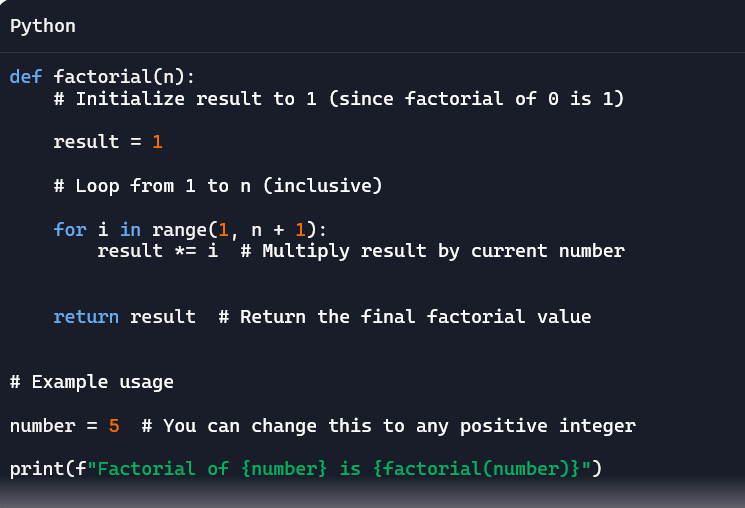 Python
def factorial(n):
    # Initialize result to 1 (since factorial of 0 is 1)
    result = 1
    # Loop from 1 to n (inclusive)
    for i in range(1, n + 1):
        result *= i  # Multiply result by current number
    return result  # Return the final factorial value
# Example usage
number = 5  # You can change this to any positive integer
print(f"Factorial of {number} is {factorial(number)}")